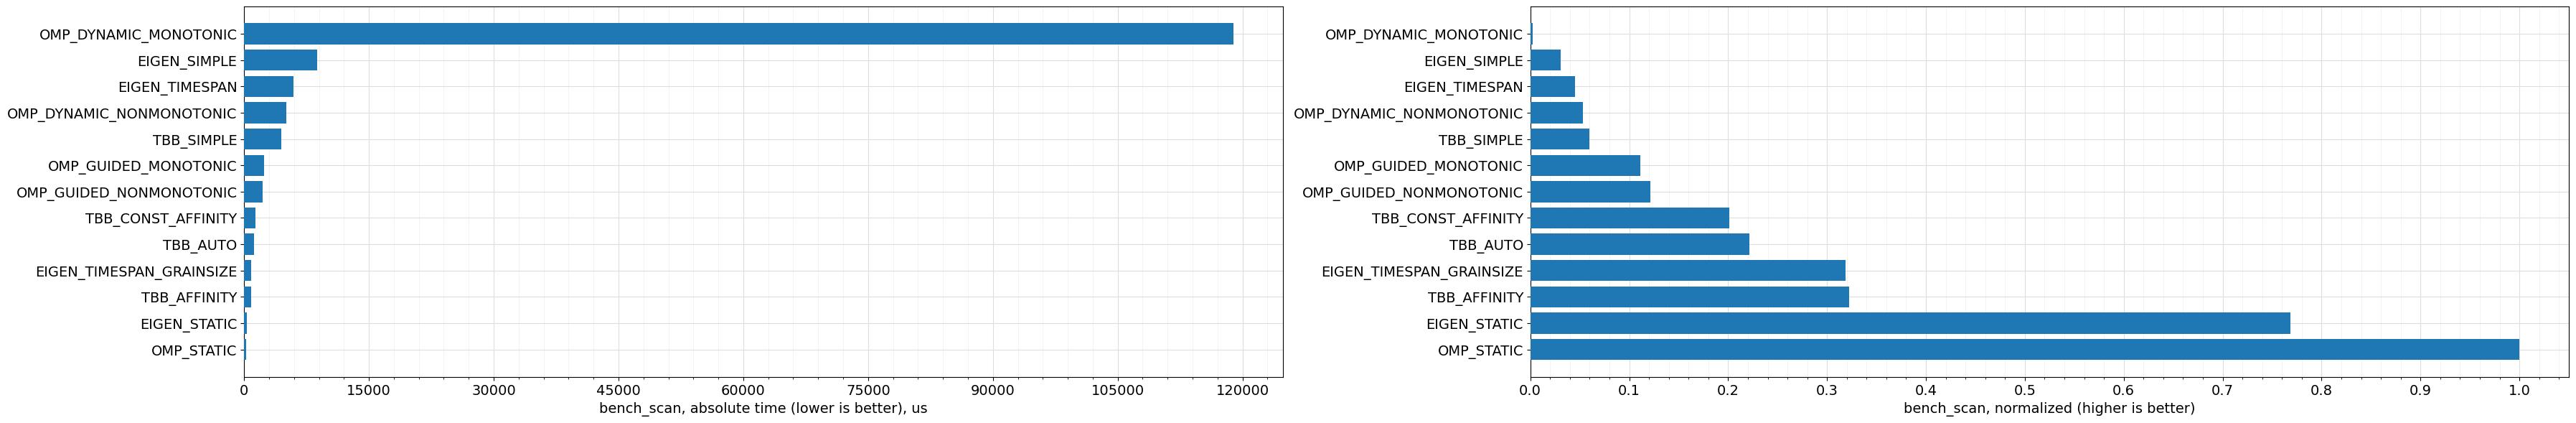 OMP_DYNAMIC_MONOTONIC
EIGEN_SIMPLE
EIGEN_TIMESPAN
OMP_DYNAMIC_NONMONOTONIC
TBB_SIMPLE
OMP_GUIDED_MONOTONIC
OMP_GUIDED_NONMONOTONIC
TBB_CONST_AFFINITY
TBB_AUTO
EIGEN_TIMESPAN_GRAINSIZE
TBB_AFFINITY
EIGEN_STATIC
OMP_STATIC
0 15000 30000 45000 60000 75000 90000 105000 120000
bench_scan, absolute time (lower is better), us
OMP_DYNAMIC_MONOTONIC
EIGEN_SIMPLE
EIGEN_TIMESPAN
OMP_DYNAMIC_NONMONOTONIC
TBB_SIMPLE
OMP_GUIDED_MONOTONIC
OMP_GUIDED_NONMONOTONIC
TBB_CONST_AFFINITY
TBB_AUTO
EIGEN_TIMESPAN_GRAINSIZE
TBB_AFFINITY
EIGEN_STATIC
OMP_STATIC
0.0 0.1 0.2 0.3 0.4 0.5 0.6 0.7 0.8 0.9 1.0
bench_scan, normalized (higher is better)